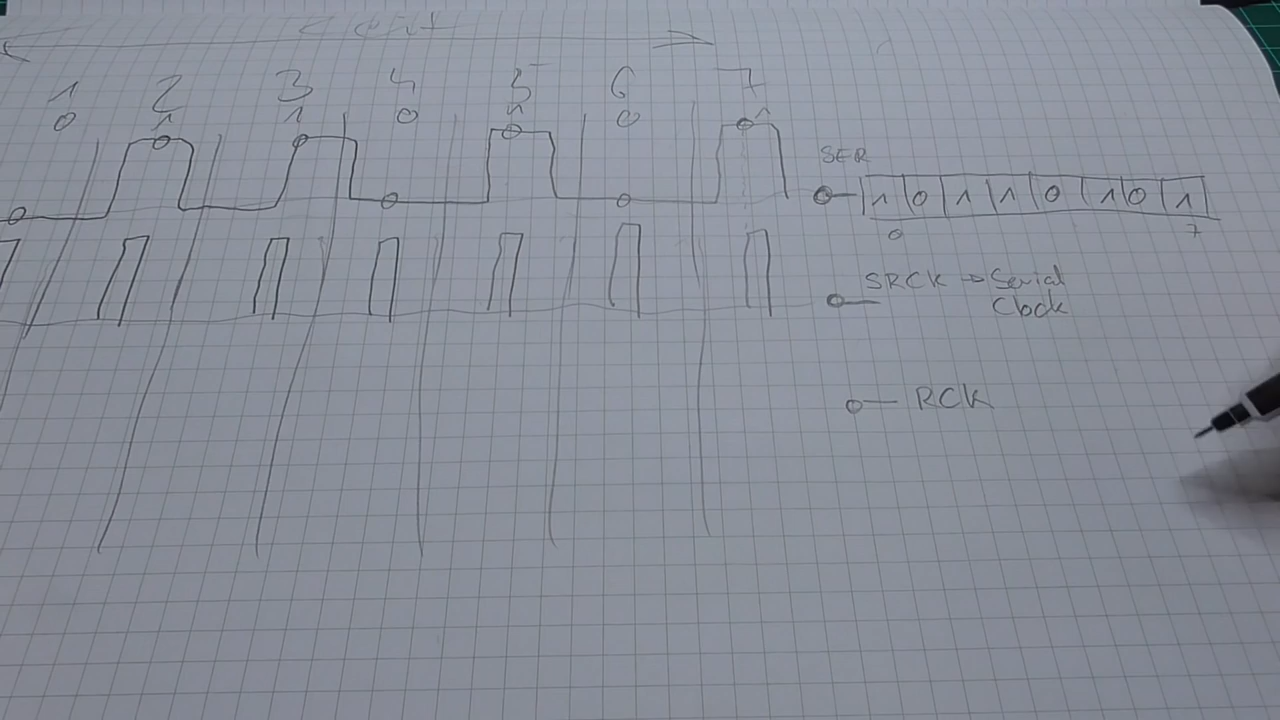 1 2 3 4 5 6 7
0 1 1 0 1 0 1
SER
1 0 1 1 0 1 0 1
0 7
SRCK → Serial
Clock
RCK